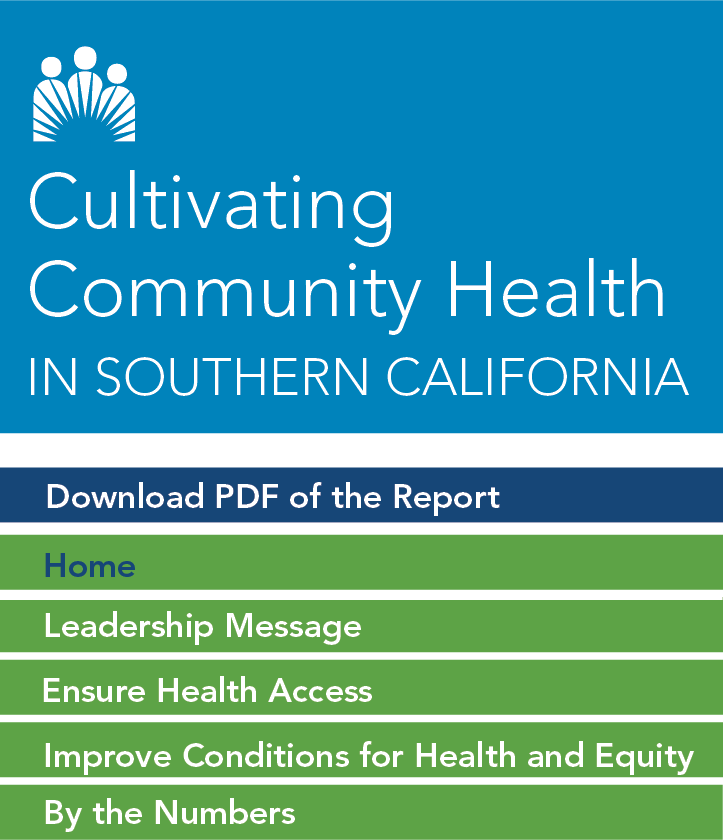 Cultivating
Community Health
IN SOUTHERN CALIFORNIA
Download PDF of the Report
Home
Leadership Message
Ensure Health Access
Improve Conditions for Health and Equity
By the Numbers